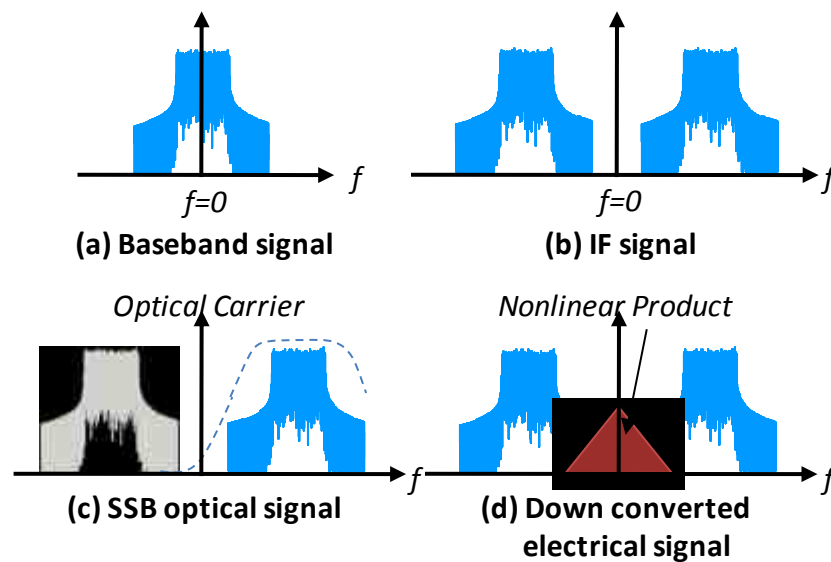 f
f=0
(a) Baseband signal
f
f=0
(b) IF signal
Optical Carrier
f
(c) SSB optical signal
Nonlinear Product
f
(d) Down converted
electrical signal